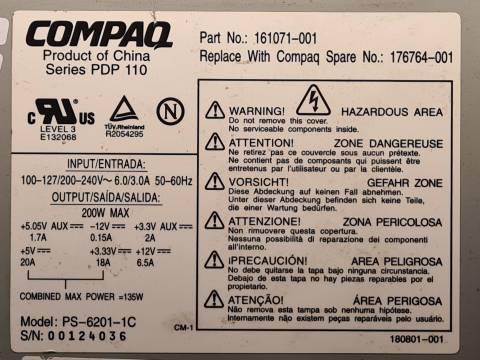 COMPAQ
Product of China
Series PDP 110
Part No.: 161071-001
Replace With Compaq Spare No.: 176764-001
c UL US
LEVEL 3
E132068
TÜV Rheinland
R2054295
N
INPUT/ENTRADA:
100-127/200-240V~ 6.0/3.0A 50-60Hz
OUTPUT/SAÍDA/SALIDA:
200W MAX
+5.05V AUX -12V +3.3V AUX
1.7A 0.15A 2A
+5V +3.33V +12V
20A 18A 6.5A
COMBINED MAX POWER =135W
Model: PS-6201-1C
S/N: 00124036
CM-1
WARNING! HAZARDOUS AREA
Do not remove this cover.
No serviceable components inside.
ATTENTION! ZONE DANGEREUSE
Ne retirez pas ce couvercle sous aucun prétexte.
Ne contient pas de composants qui puissent être
entretenus par l'utilisateur ou par la clientèle.
VORSICHT! GEFAHR ZONE
Diese Abdeckung auf keinen Fall abnehmen.
Unter dieser Abdeckung befinden sich keine Teile,
die einer Wartung bedürfen.
ATTENZIONE! ZONA PERICOLOSA
Non rimuovere questa copertura.
Nessuna possibilità di riparazione di componenti
all'interno.
¡PRECAUCIÓN! AREA PELIGROSA
No debe quitarse la tapa bajo ninguna circunstancia.
Debajo de esta tapa no hay piezas reparables por el
propietario.
ATENÇÃO! ÁREA PERIGOSA
Não remova esta tampa sob nenhuma hipótese.
Internamente não existem peças reparáveis pelo usuário.
180801-001